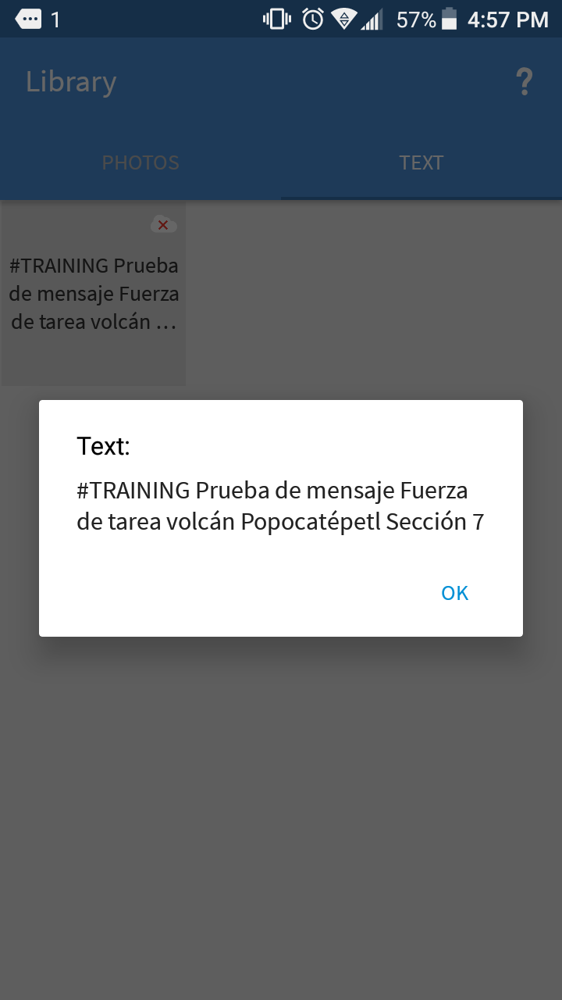 1 57% 4:57 PM
Library ?
PHOTOS TEXT
#TRAINING Prueba
de mensaje Fuerza
de tarea volcán …
Text:
#TRAINING Prueba de mensaje Fuerza
de tarea volcán Popocatépetl Sección 7
OK